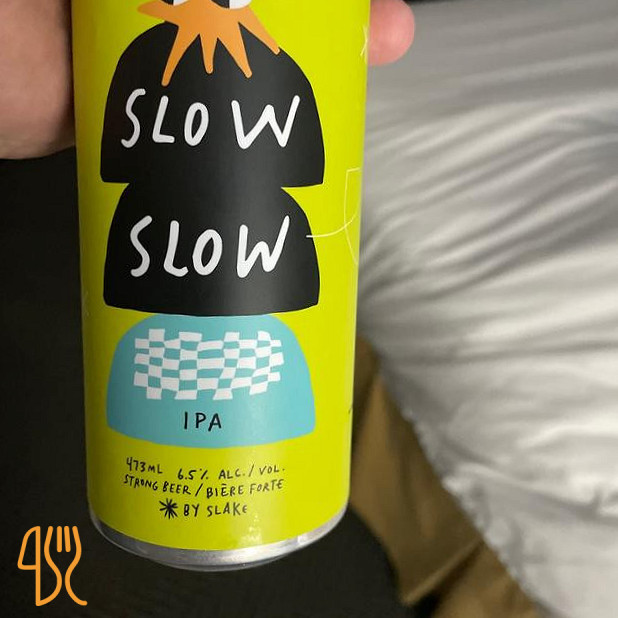 SLOW
SLOW
IPA
473ML 6.5% ALC./VOL.
STRONG BEER / BIÈRE FORTE
BY SLAKE